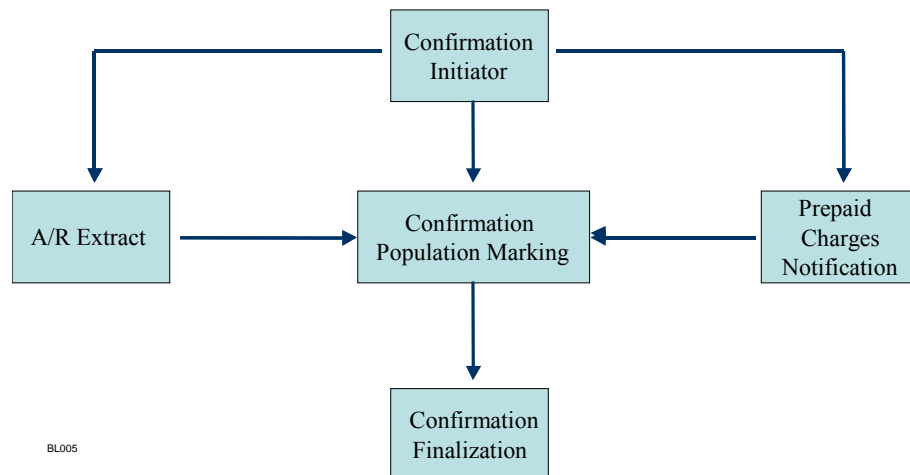 Confirmation
Initiator
A/R Extract
Confirmation
Population Marking
Prepaid
Charges
Notification
Confirmation
Finalization
BL005